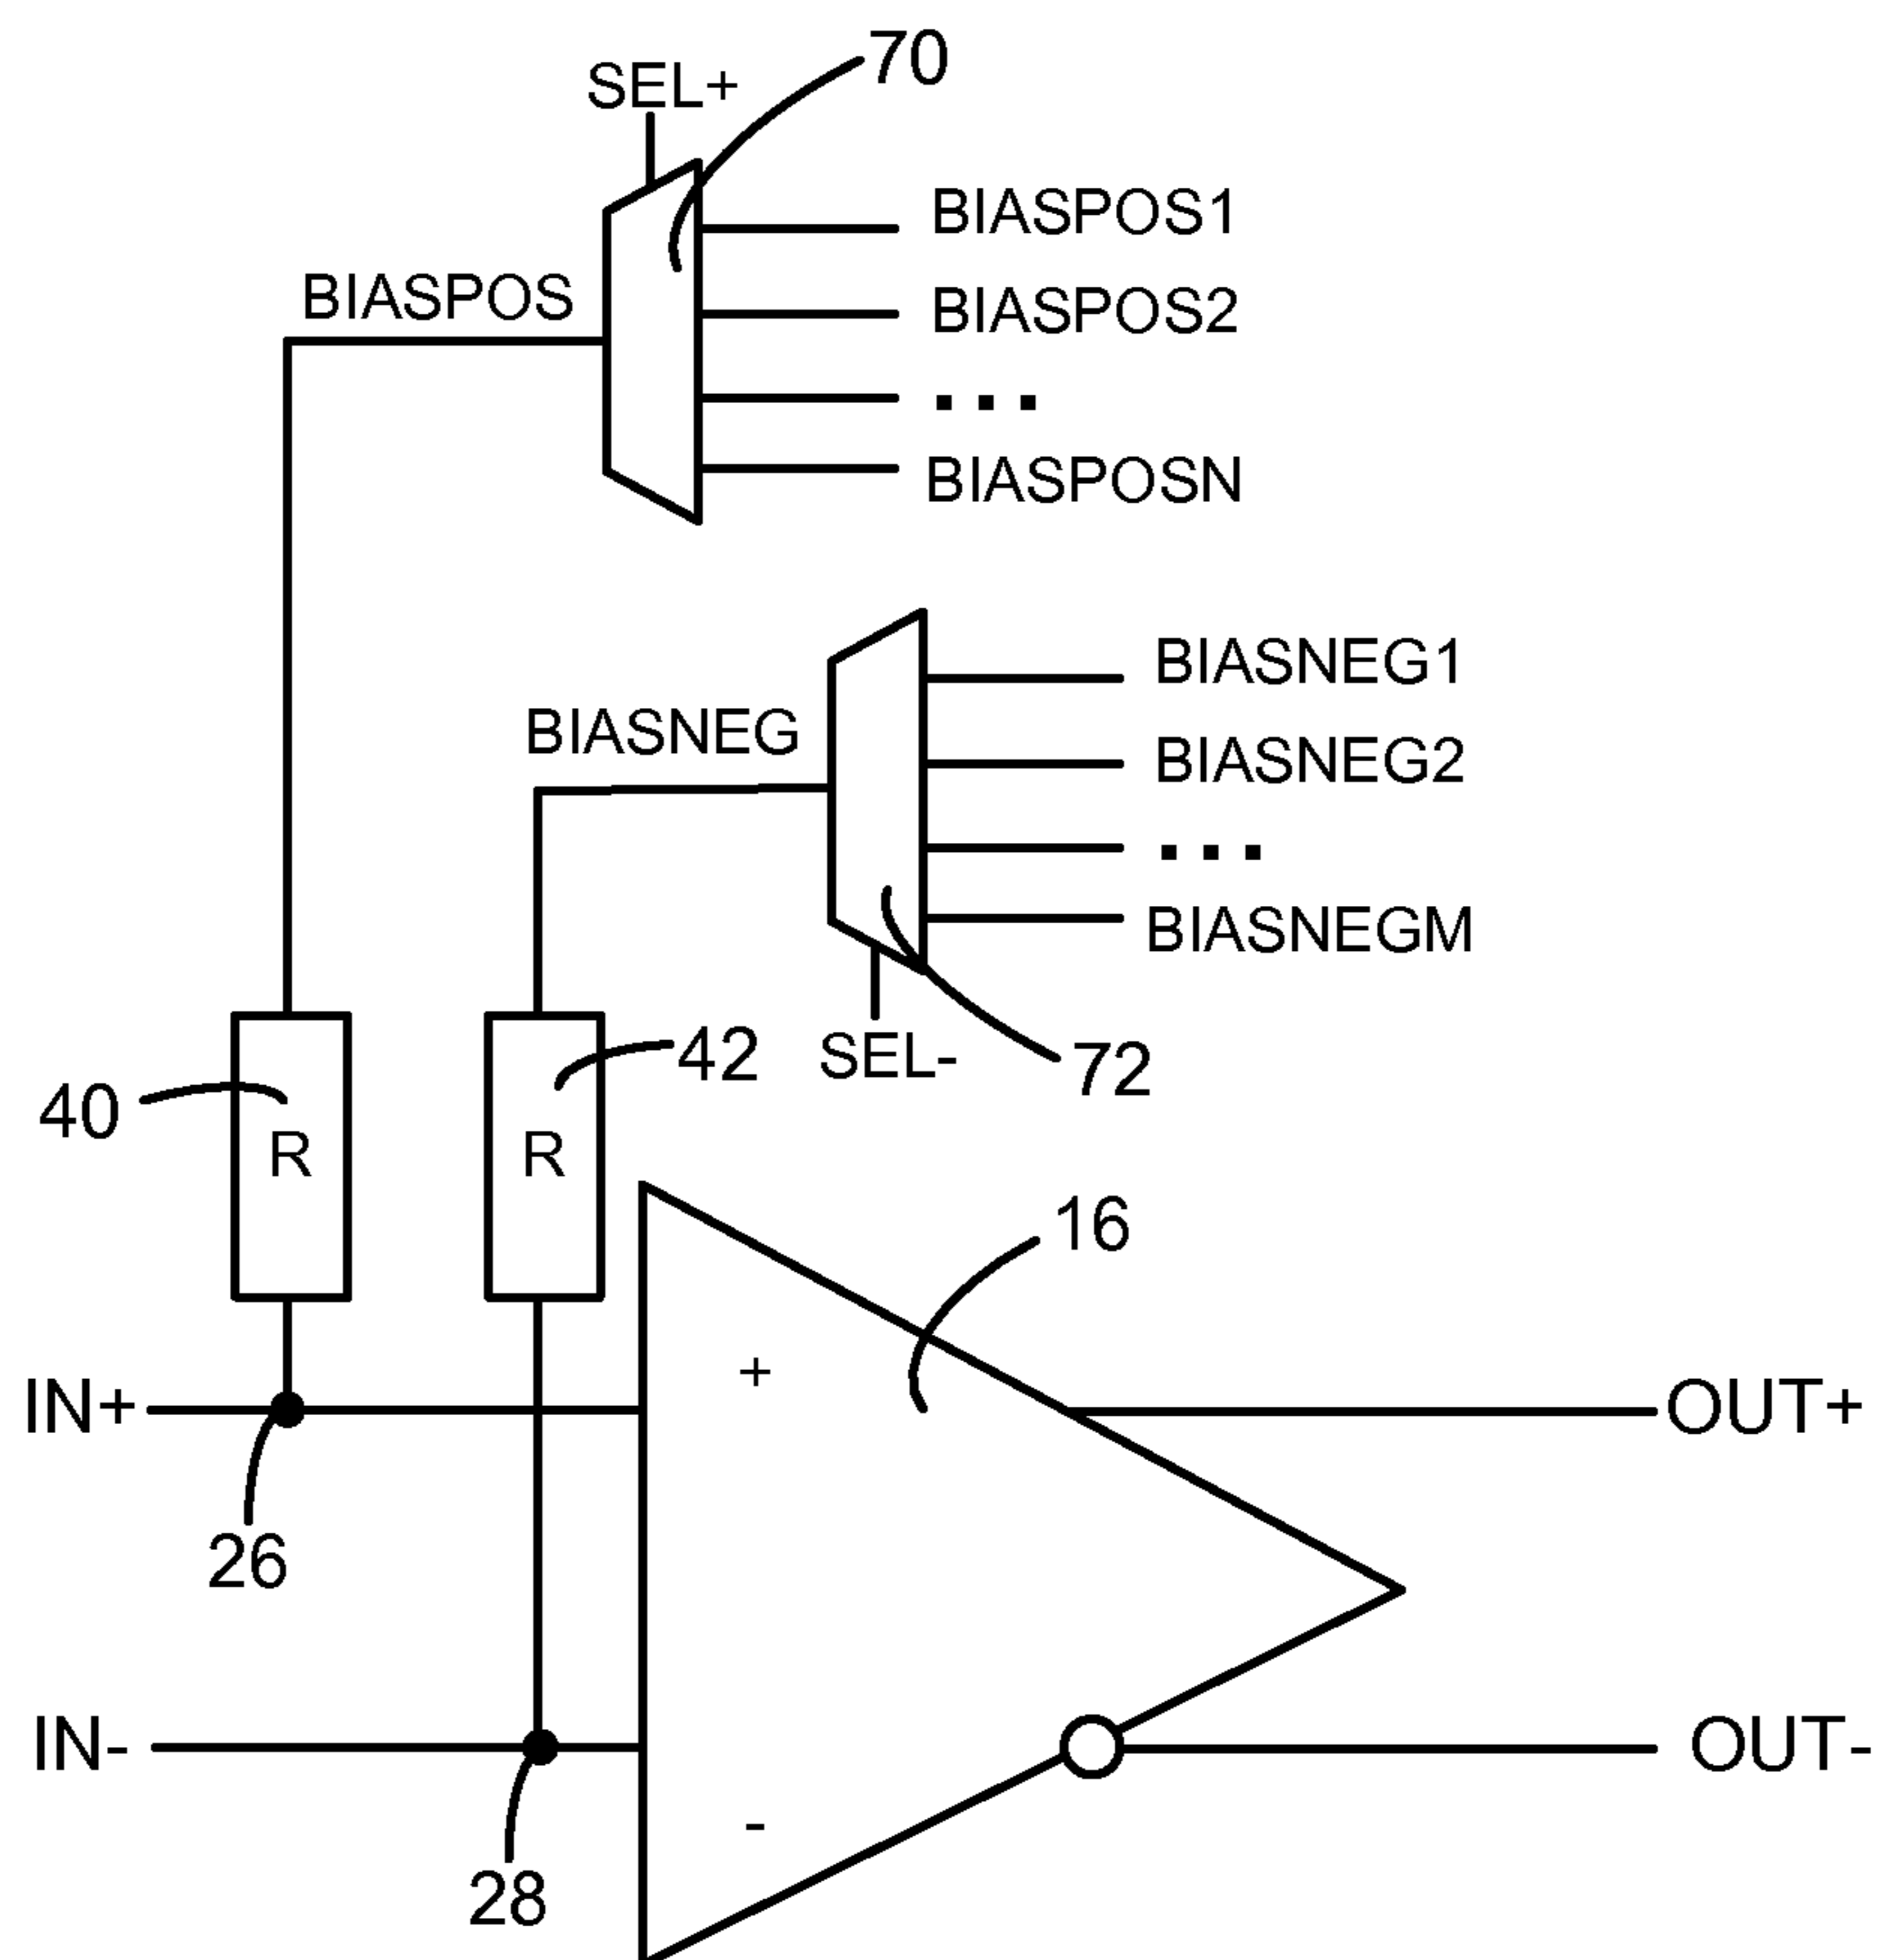 70
SEL+
BIASPOS1
BIASPOS
BIASPOS2
...
BIASPOSN
BIASNEG1
BIASNEG
BIASNEG2
...
BIASNEGM
SEL-
72
42
40
R
R
16
+
IN+
OUT+
26
IN-
OUT-
-
28